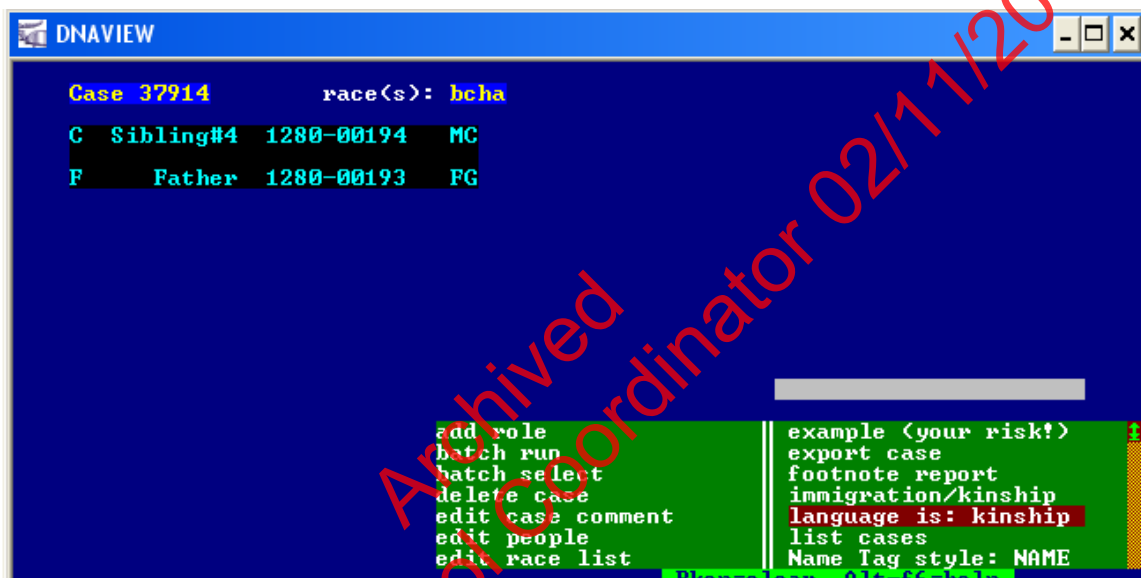 DNAVIEW
Case 37914 race(s): bcha
C Sibling#4 1280-00194 MC
F Father 1280-00193 FG
add role
batch run
batch select
delete case
edit case comment
edit people
edit race list
example (your risk!)
export case
footnote report
immigration/kinship
language is: kinship
list cases
Name Tag style: NAME
Archived
Coordinator 02/11/20